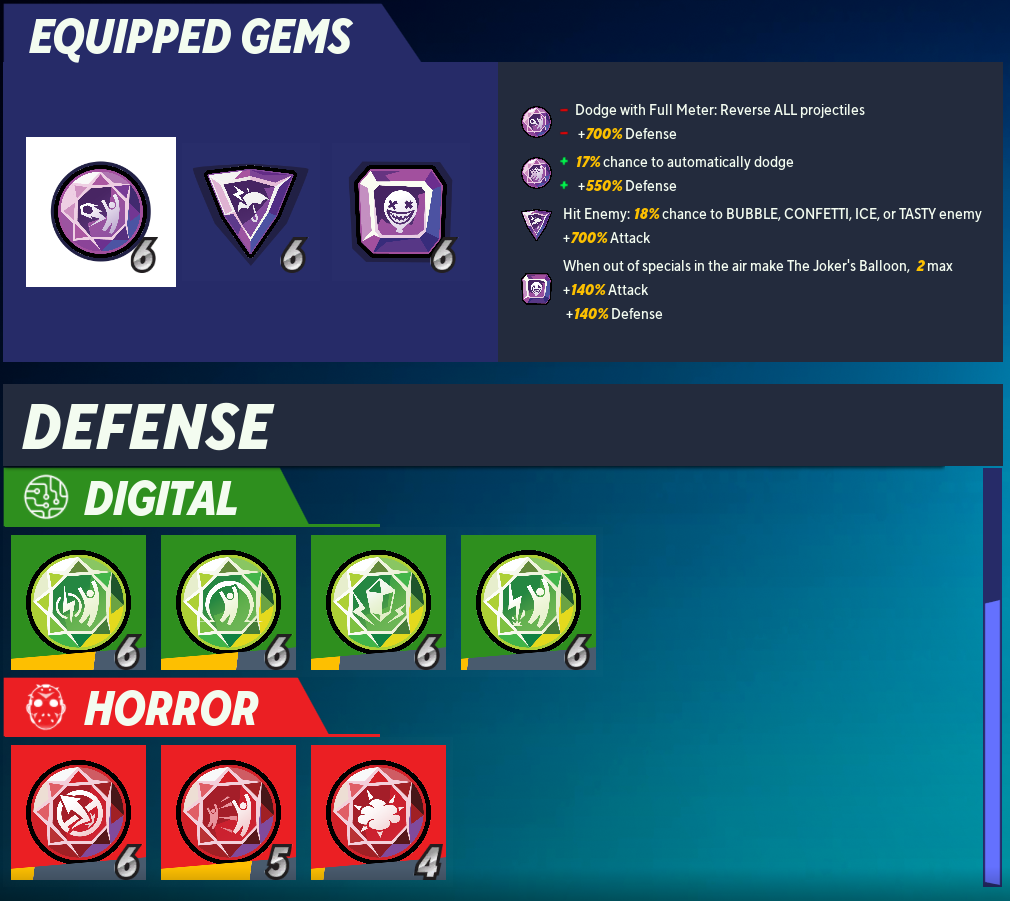 EQUIPPED GEMS
6
6
6
- Dodge with Full Meter: Reverse ALL projectiles
- +700% Defense
+ 17% chance to automatically dodge
+ +550% Defense
Hit Enemy: 18% chance to BUBBLE, CONFETTI, ICE, or TASTY enemy
+700% Attack
When out of specials in the air make The Joker's Balloon, 2 max
+140% Attack
+140% Defense
DEFENSE
DIGITAL
6
6
6
6
HORROR
6
5
4